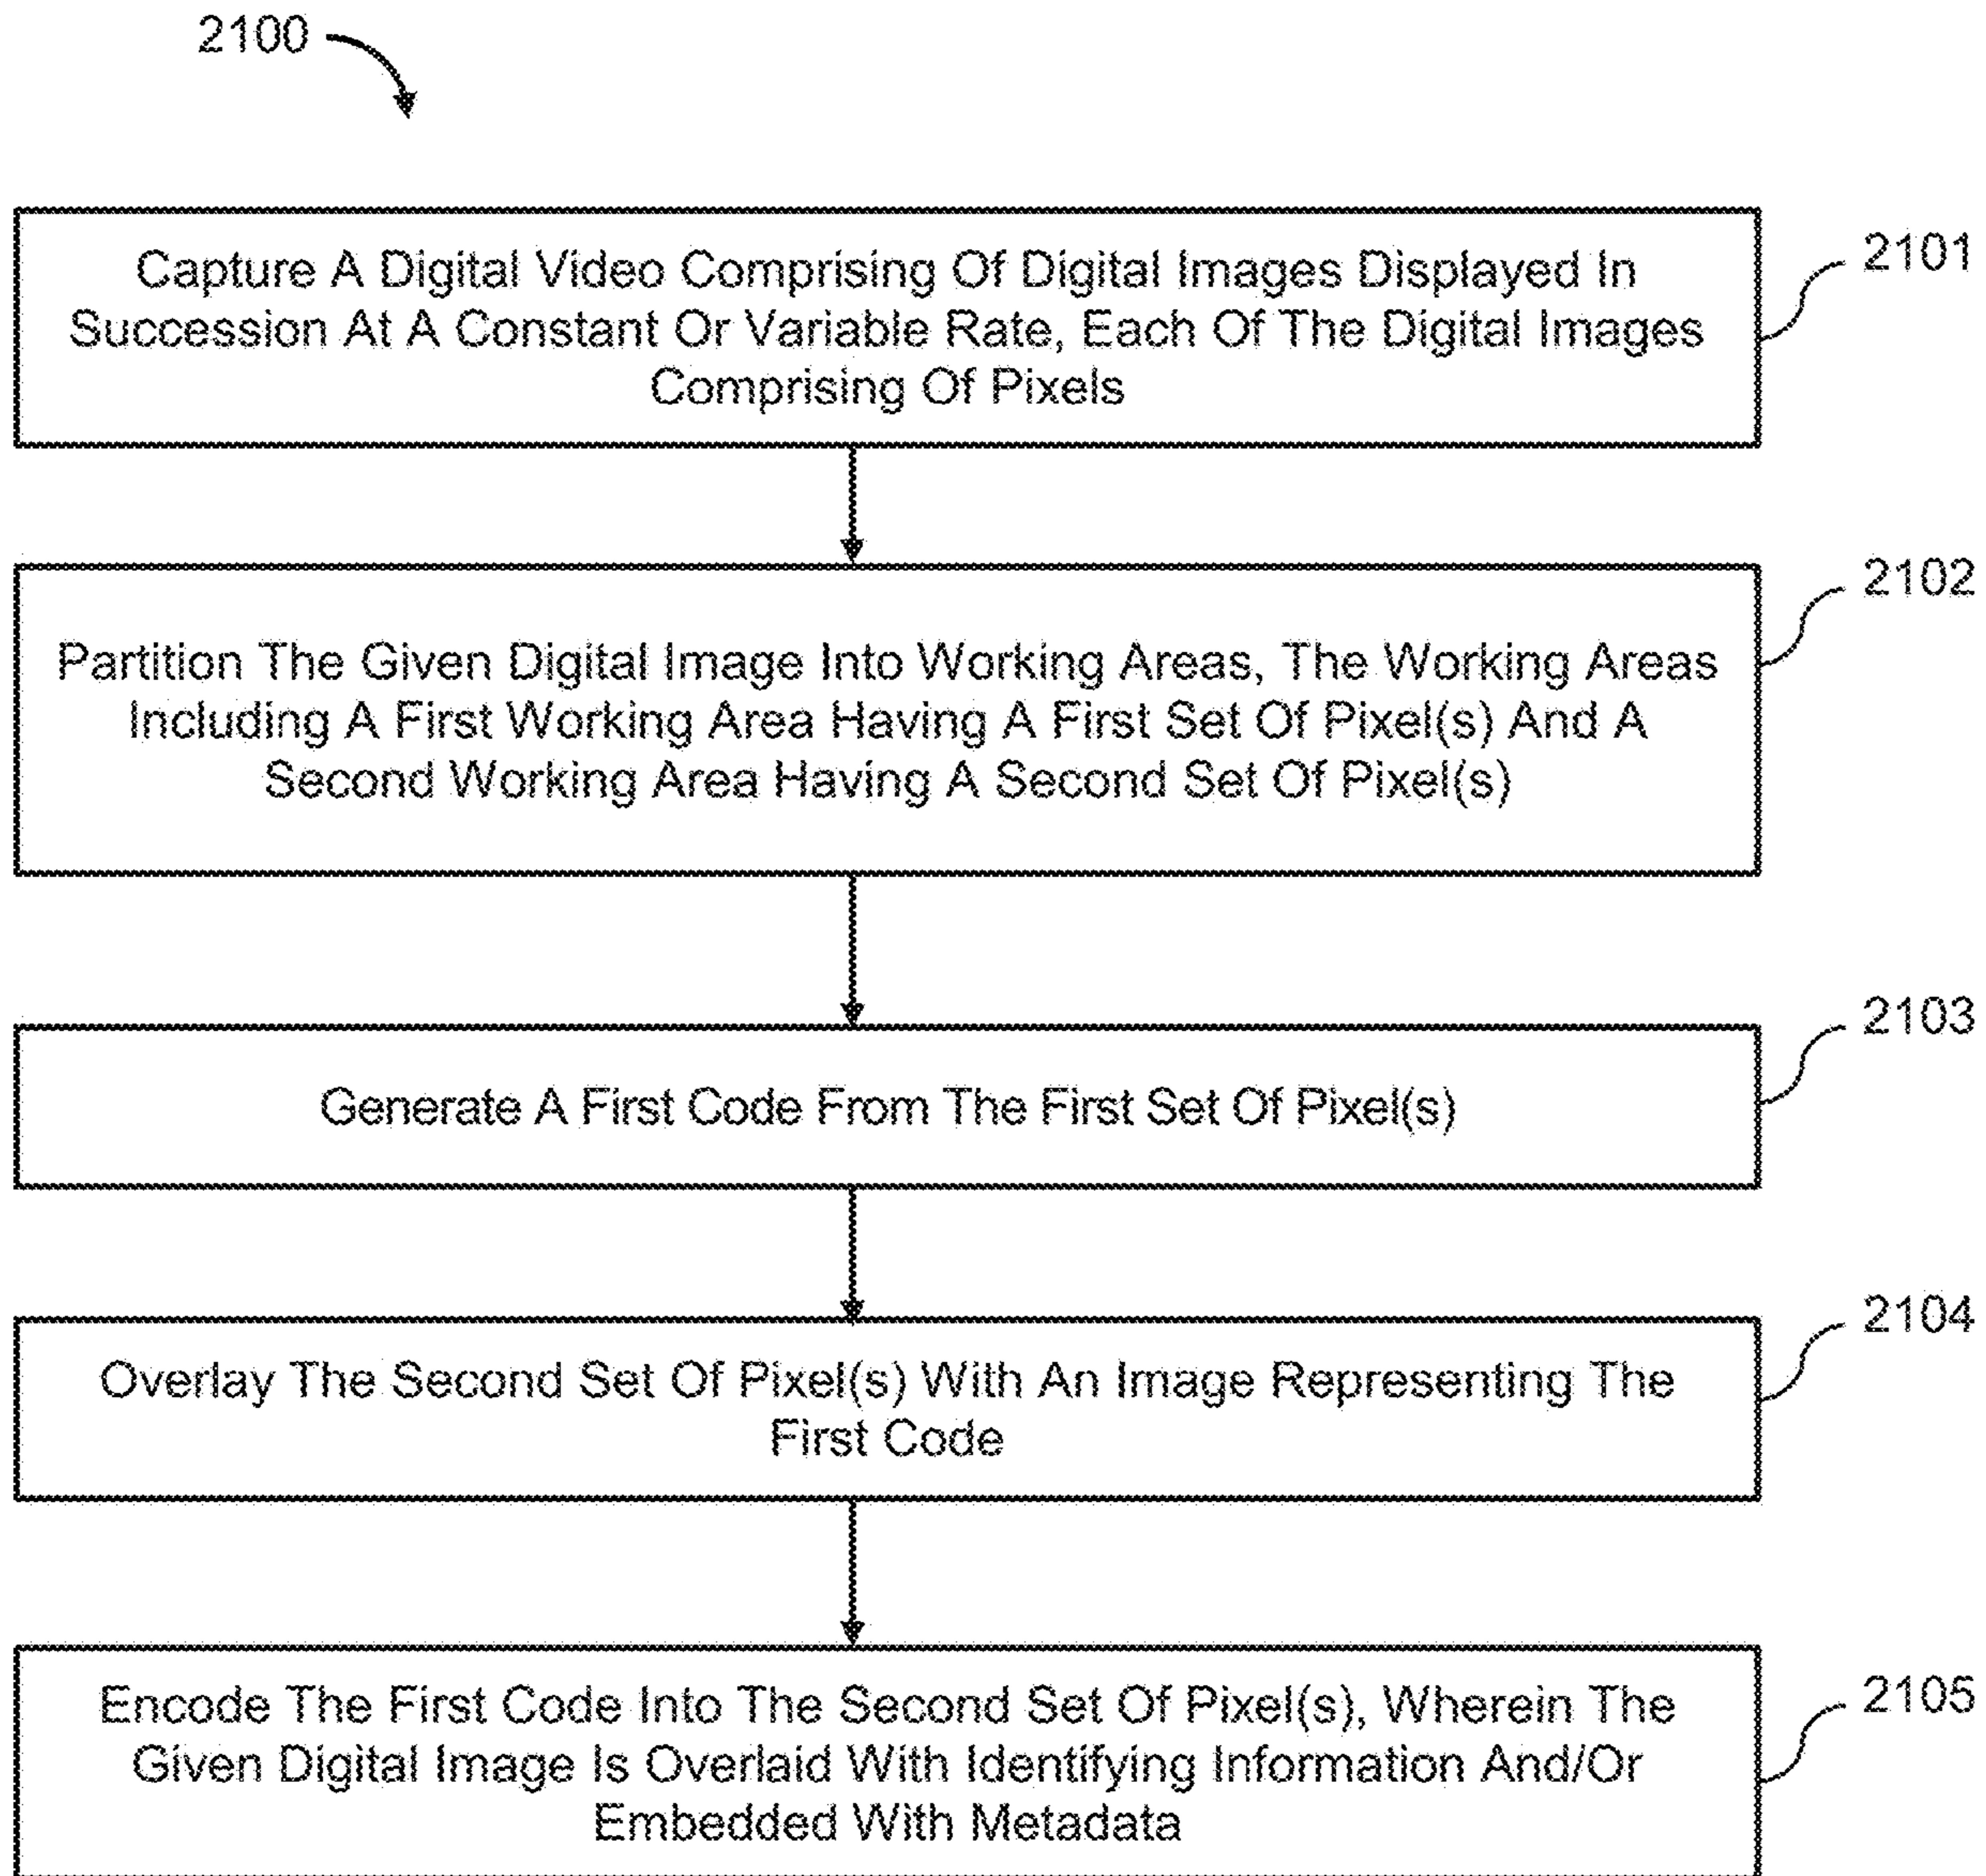 2100
Capture A Digital Video Comprising Of Digital Images Displayed In
Succession At A Constant Or Variable Rate, Each Of The Digital Images
Comprising Of Pixels
2101
Partition The Given Digital Image Into Working Areas, The Working Areas
Including A First Working Area Having A First Set Of Pixel(s) And A
Second Working Area Having A Second Set Of Pixel(s)
2102
Generate A First Code From The First Set Of Pixel(s)
2103
Overlay The Second Set Of Pixel(s) With An Image Representing The
First Code
2104
Encode The First Code Into The Second Set Of Pixel(s), Wherein The
Given Digital Image Is Overlaid With Identifying Information And/Or
Embedded With Metadata
2105